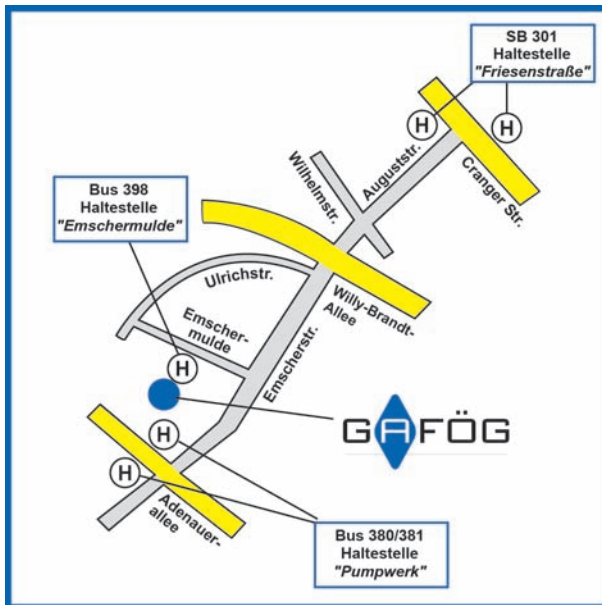 SB 301
Haltestelle
"Friesenstraße"
H
H
Wilhelmstr.
Auguststr.
Cranger Str.
Bus 398
Haltestelle
"Emschermulde"
Ulrichstr.
Willy-Brandt-
Allee
Emscher-
mulde
Emscherstr.
H
GAFÖG
H
H
Adenauer-
allee
Bus 380/381
Haltestelle
"Pumpwerk"